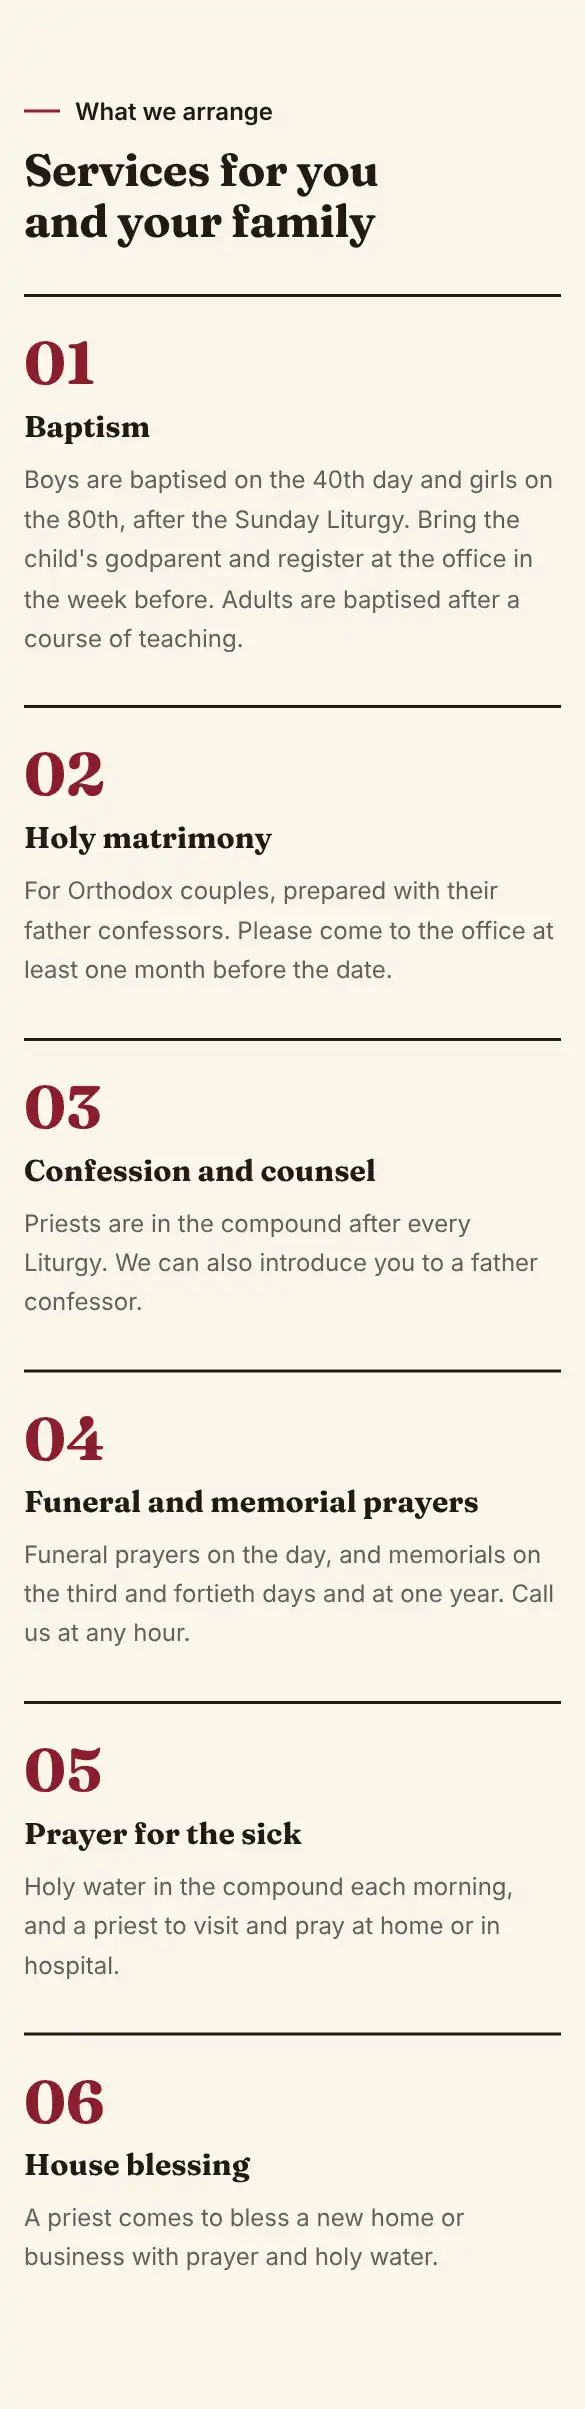 What we arrange
Services for you
and your family
01
Baptism
Boys are baptised on the 40th day and girls on
the 80th, after the Sunday Liturgy. Bring the
child's godparent and register at the office in
the week before. Adults are baptised after a
course of teaching.
02
Holy matrimony
For Orthodox couples, prepared with their
father confessors. Please come to the office at
least one month before the date.
03
Confession and counsel
Priests are in the compound after every
Liturgy. We can also introduce you to a father
confessor.
04
Funeral and memorial prayers
Funeral prayers on the day, and memorials on
the third and fortieth days and at one year. Call
us at any hour.
05
Prayer for the sick
Holy water in the compound each morning,
and a priest to visit and pray at home or in
hospital.
06
House blessing
A priest comes to bless a new home or
business with prayer and holy water.